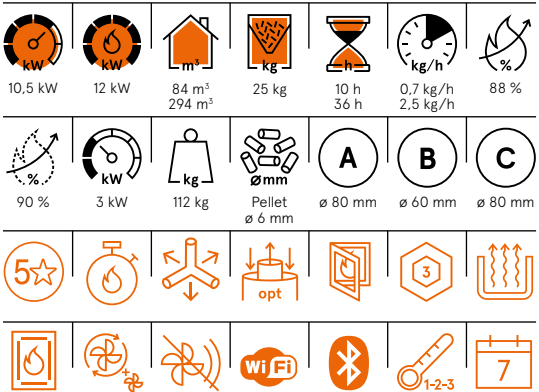 kW kW m³ kg h kg/h %
10,5 kW 12 kW 84 m³ 25 kg 10 h 0,7 kg/h 88 %
294 m³ 36 h 2,5 kg/h
% kW kg ømm A B C
90 % 3 kW 112 kg Pellet ø 80 mm ø 60 mm ø 80 mm
ø 6 mm
5 opt 3
+ WiFi 1-2-3 7